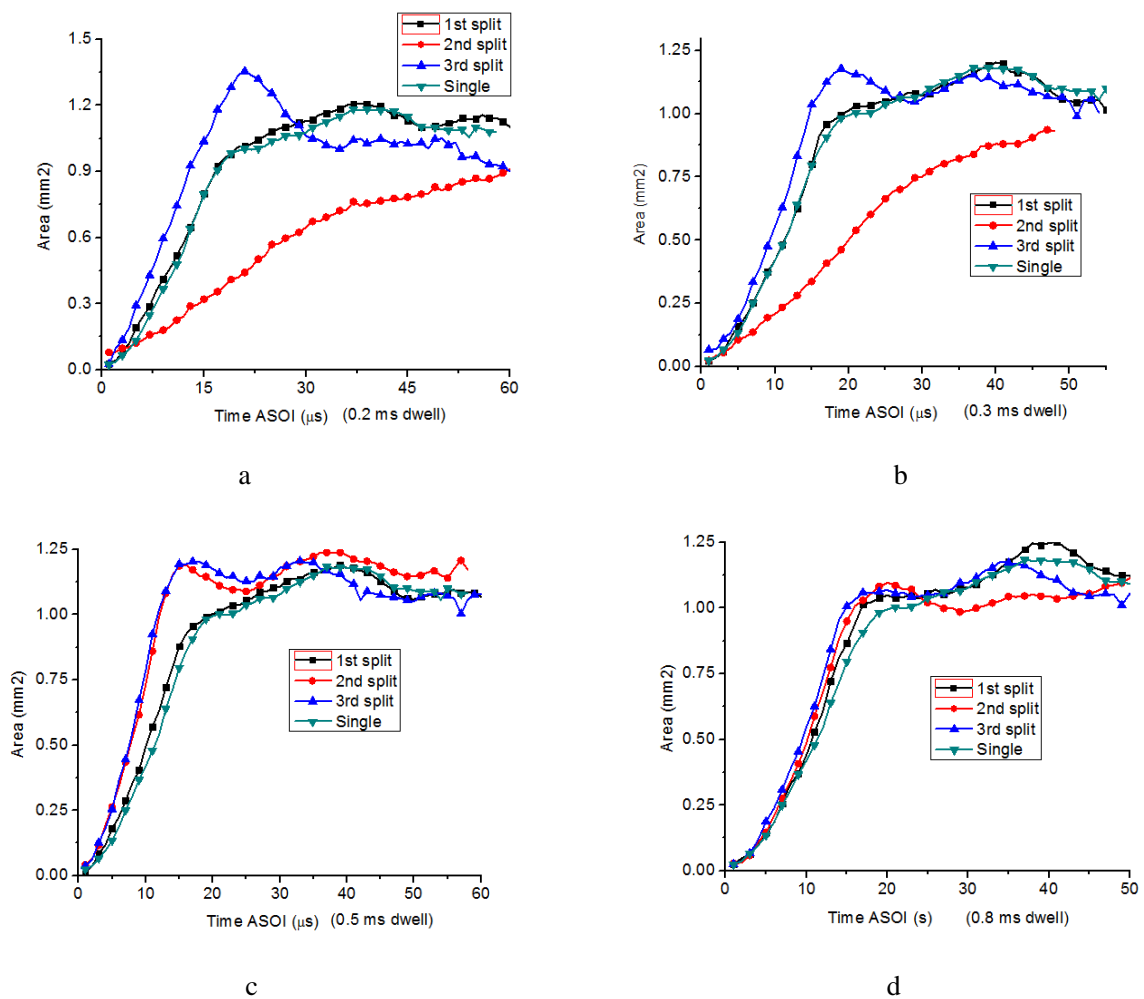 1st split
2nd split
3rd split
Single
Area (mm2)
1.5
1.2
0.9
0.6
0.3
0.0
0 15 30 45 60
Time ASOI (μs) (0.2 ms dwell)
a
Area (mm2)
1.25
1.00
0.75
0.50
0.25
0.00
1st split
2nd split
3rd split
Single
0 10 20 30 40 50
Time ASOI (μs) (0.3 ms dwell)
b
Area (mm2)
1.25
1.00
0.75
0.50
0.25
0.00
1st split
2nd split
3rd split
Single
0 10 20 30 40 50 60
Time ASOI (μs) (0.5 ms dwell)
c
Area (mm2)
1.25
1.00
0.75
0.50
0.25
0.00
1st split
2nd split
3rd split
Single
0 10 20 30 40 50
Time ASOI (s) (0.8 ms dwell)
d